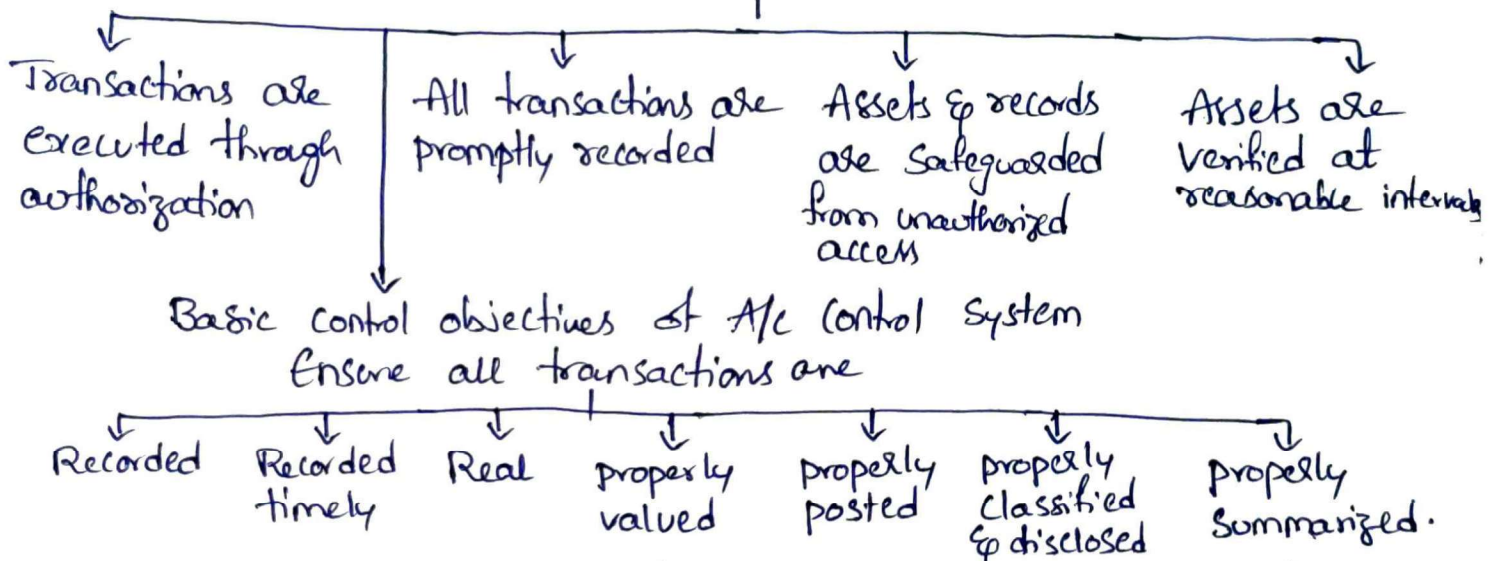 Transactions are
executed through
authorization
All transactions are
promptly recorded
Assets & records
are safeguarded
from unauthorized
access
Assets are
verified at
reasonable intervals
Basic control objectives of A/c Control System
Ensure all transactions are
Recorded
Recorded
timely
Real
properly
valued
properly
posted
properly
classified
& disclosed
properly
summarized.